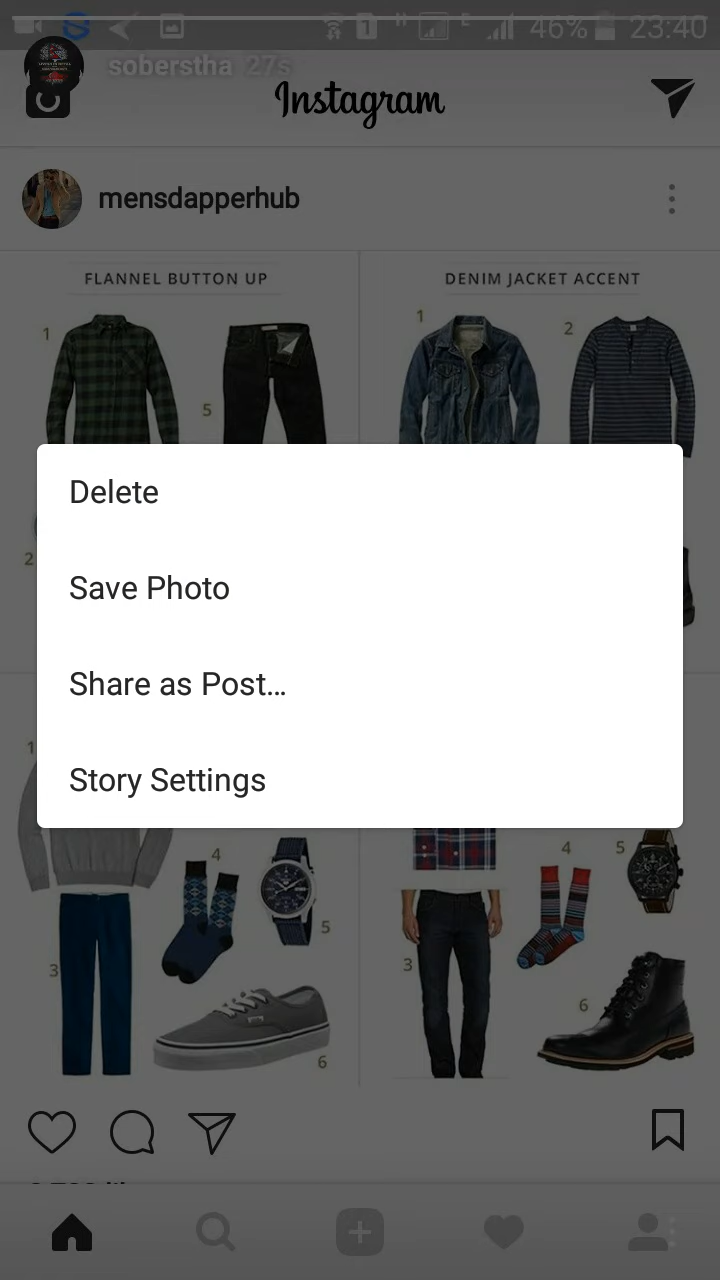 46% 23:40
soberstha 27s
Instagram
mensdapperhub
FLANNEL BUTTON UP
DENIM JACKET ACCENT
1
5
1
2
2
Delete
Save Photo
Share as Post...
Story Settings
1
4
5
3
6
4
5
3
6